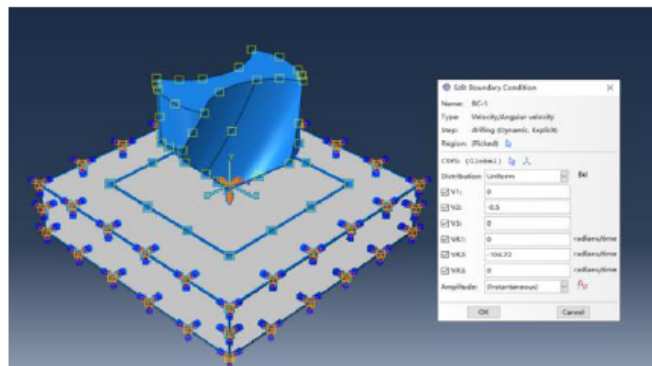 Edit Boundary Condition
Name: BC-1
Type: Velocity/Angular velocity
Step: drilling (Dynamic, Explicit)
Region: (Picked)
CSYS: (Global)
Distribution: Uniform f(x)
V1: 0
V2: -0.5
V3: 0
VR1: 0 radians/time
VR2: -104.72 radians/time
VR3: 0 radians/time
Amplitude: (Instantaneous)
OK Cancel